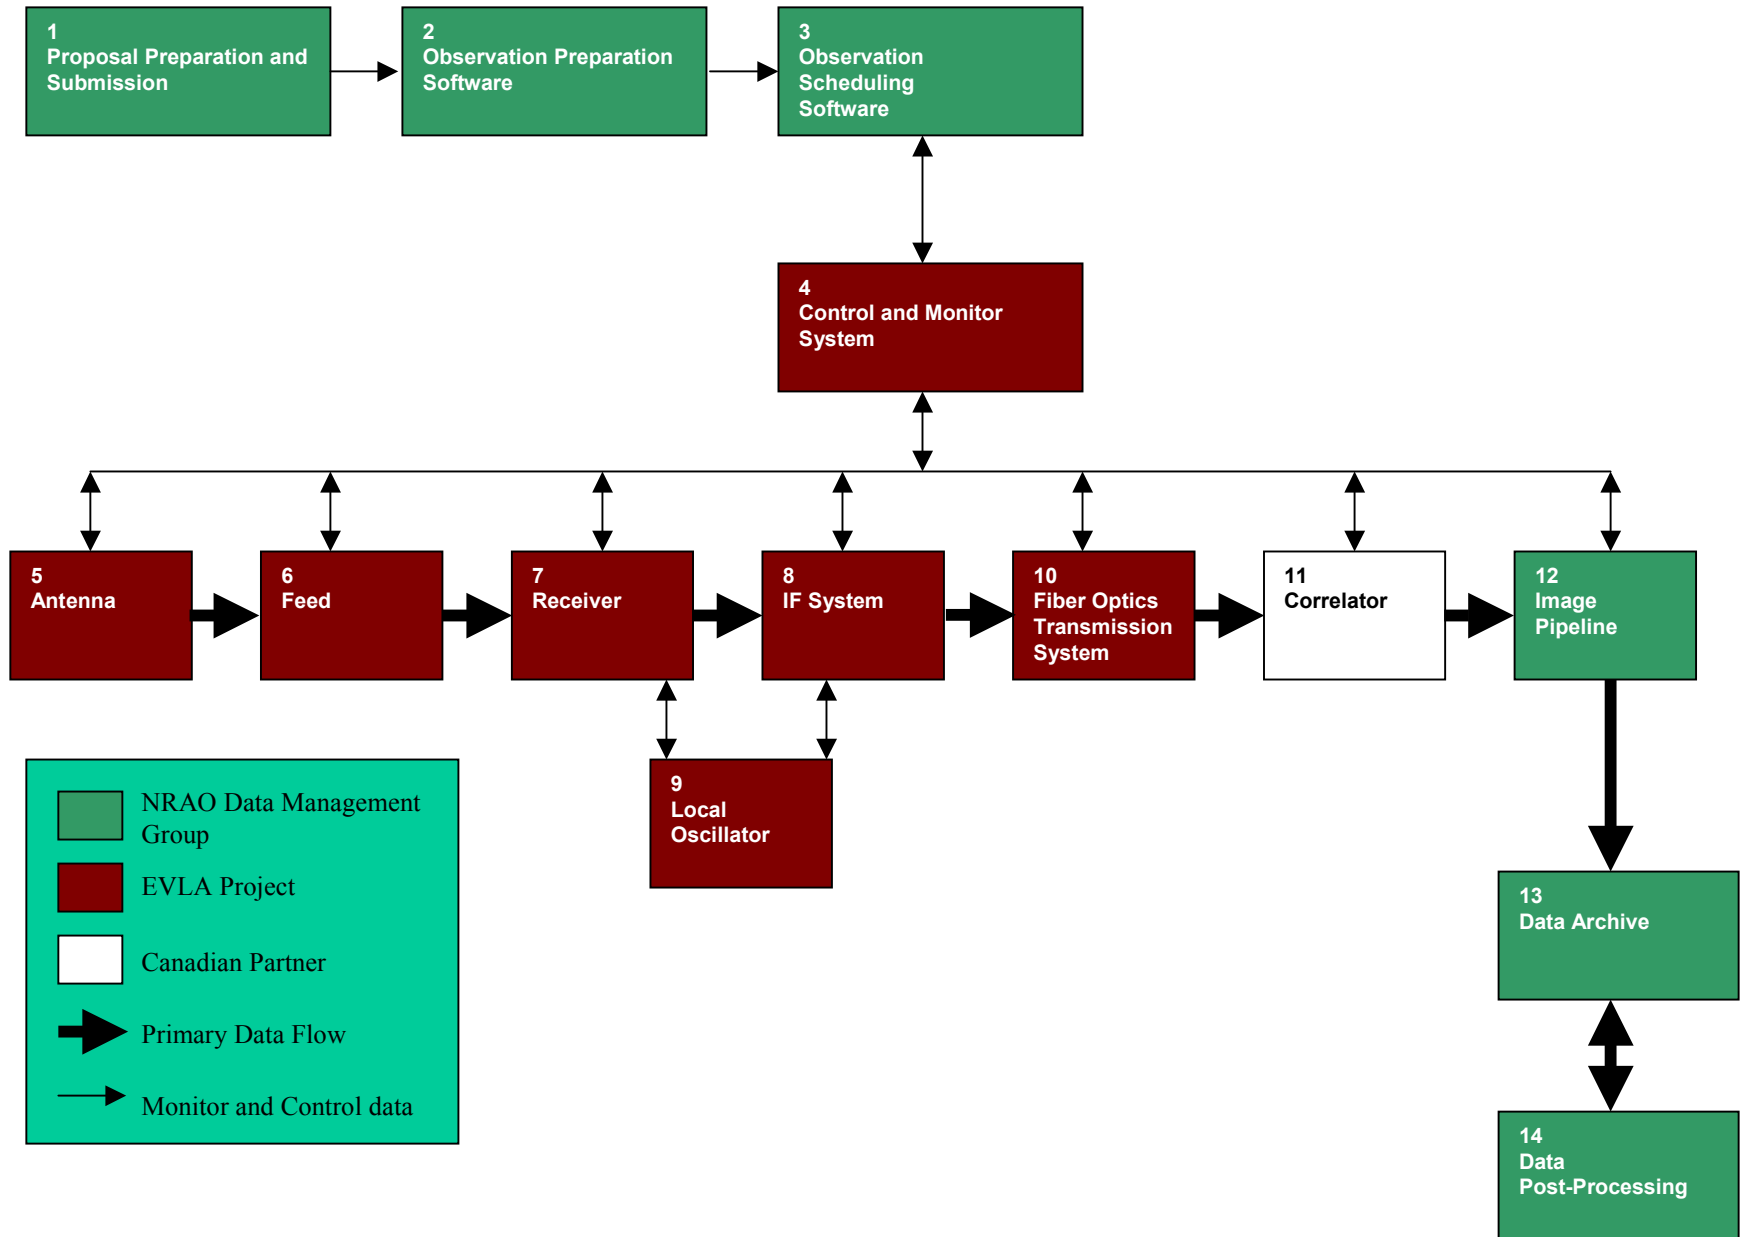 1
Proposal Preparation and
Submission
2
Observation Preparation
Software
3
Observation
Scheduling
Software
4
Control and Monitor
System
5
Antenna
6
Feed
7
Receiver
8
IF System
10
Fiber Optics
Transmission
System
11
Correlator
12
Image
Pipeline
9
Local
Oscillator
NRAO Data Management
Group
EVLA Project
Canadian Partner
Primary Data Flow
Monitor and Control data
13
Data Archive
14
Data
Post-Processing